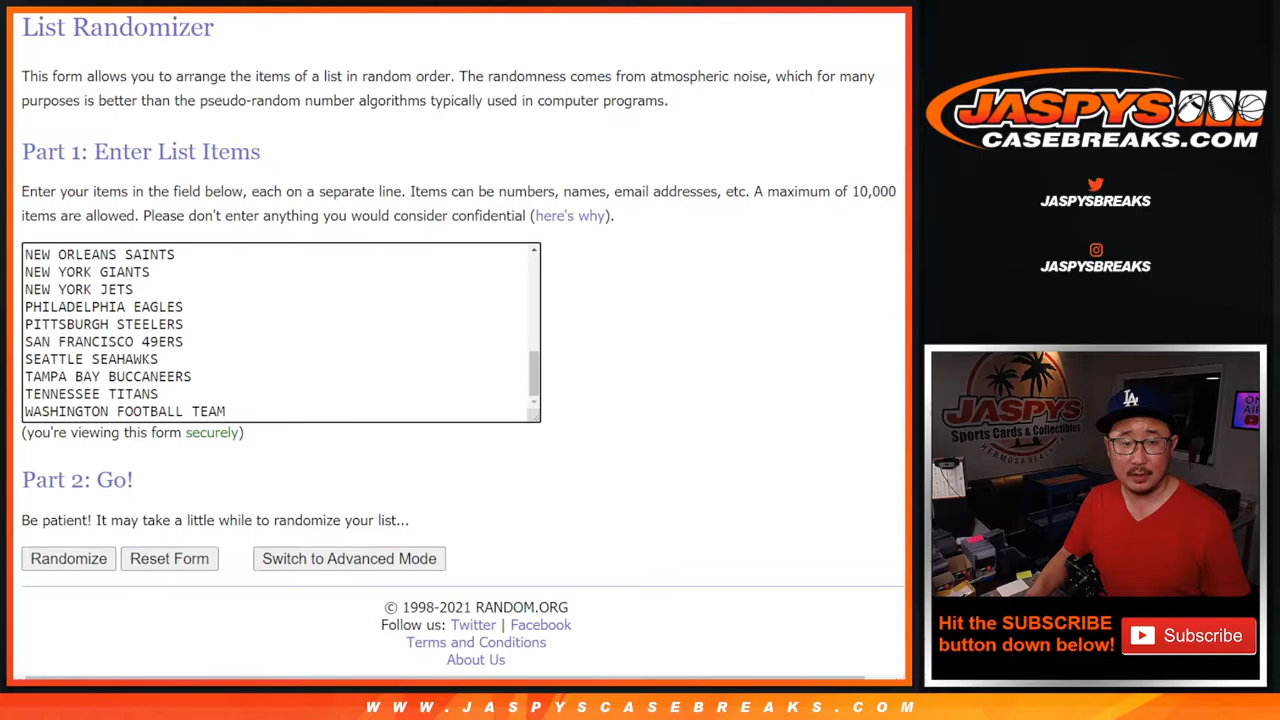 List Randomizer
This form allows you to arrange the items of a list in random order. The randomness comes from atmospheric noise, which for many
purposes is better than the pseudo-random number algorithms typically used in computer programs.
Part 1: Enter List Items
Enter your items in the field below, each on a separate line. Items can be numbers, names, email addresses, etc. A maximum of 10,000
items are allowed. Please don't enter anything you would consider confidential (here's why).
NEW ORLEANS SAINTS
NEW YORK GIANTS
NEW YORK JETS
PHILADELPHIA EAGLES
PITTSBURGH STEELERS
SAN FRANCISCO 49ERS
SEATTLE SEAHAWKS
TAMPA BAY BUCCANEERS
TENNESSEE TITANS
WASHINGTON FOOTBALL TEAM
(you're viewing this form securely)
Part 2: Go!
Be patient! It may take a little while to randomize your list...
Randomize Reset Form Switch to Advanced Mode
© 1998-2021 RANDOM.ORG
Follow us: Twitter | Facebook
Terms and Conditions
About Us
JASPYS
CASEBREAKS.COM
JASPYSBREAKS
JASPYSBREAKS
JASPYS
Sports Cards & Collectibles
HERMOSA BEACH
LA
Hit the SUBSCRIBE
button down below!
Subscribe
WWW.JASPYSCASEBREAKS.COM